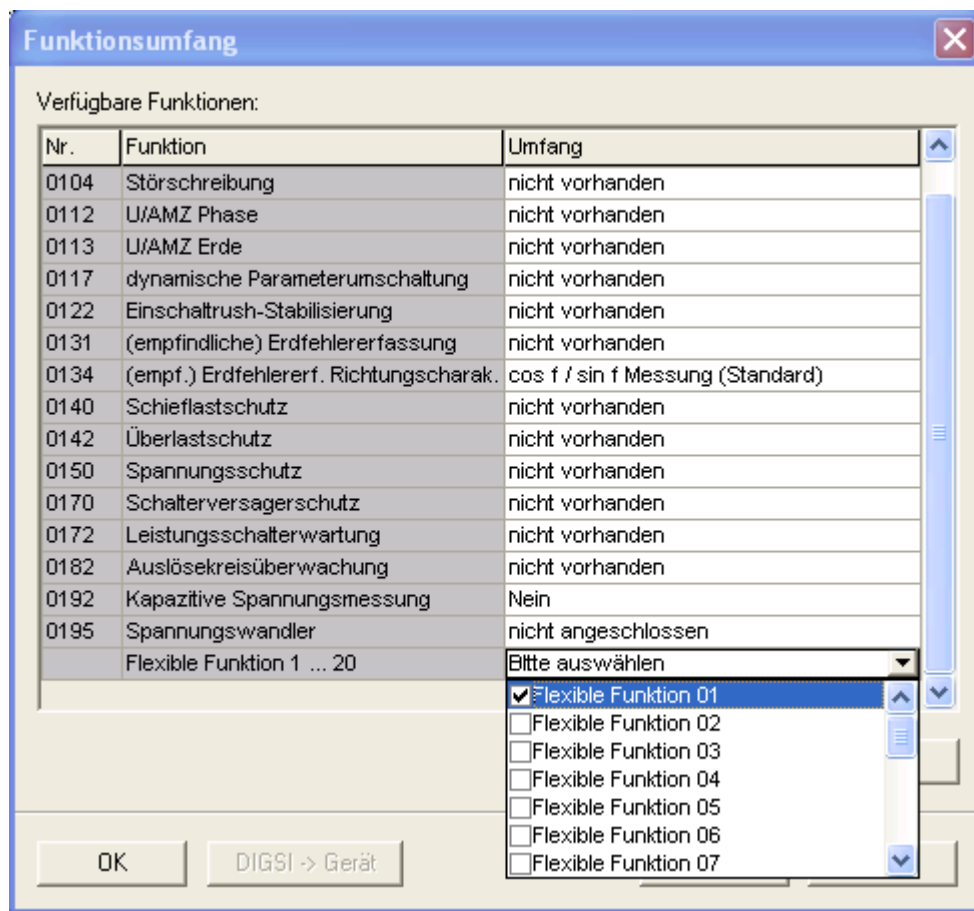 Funktionsumfang
Verfügbare Funktionen:
Nr. Funktion Umfang
0104 Störschreibung nicht vorhanden
0112 U/AMZ Phase nicht vorhanden
0113 U/AMZ Erde nicht vorhanden
0117 dynamische Parameterumschaltung nicht vorhanden
0122 Einschaltrush-Stabilisierung nicht vorhanden
0131 (empfindliche) Erdfehlererfassung nicht vorhanden
0134 (empf.) Erdfehlererf. Richtungscharak. cos f / sin f Messung (Standard)
0140 Schieflastschutz nicht vorhanden
0142 Überlastschutz nicht vorhanden
0150 Spannungsschutz nicht vorhanden
0170 Schalterversagerschutz nicht vorhanden
0172 Leistungsschalterwartung nicht vorhanden
0182 Auslösekreisüberwachung nicht vorhanden
0192 Kapazitive Spannungsmessung Nein
0195 Spannungswandler nicht angeschlossen
Flexible Funktion 1 ... 20 Bitte auswählen
Flexible Funktion 01
Flexible Funktion 02
Flexible Funktion 03
Flexible Funktion 04
Flexible Funktion 05
Flexible Funktion 06
Flexible Funktion 07
OK DIGSI -> Gerät